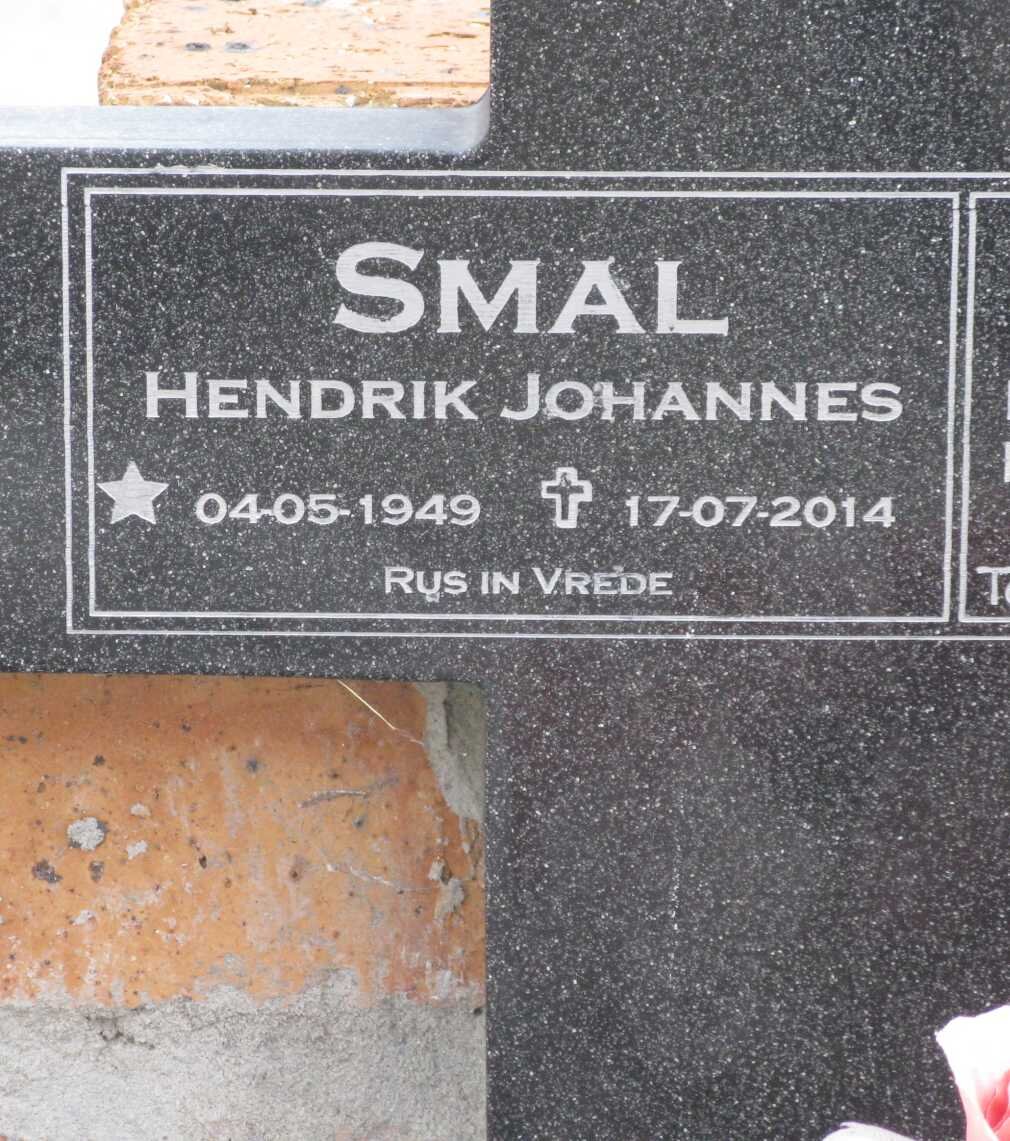 SMAL
HENDRIK JOHANNES
04-05-1949 17-07-2014
RUS IN VREDE